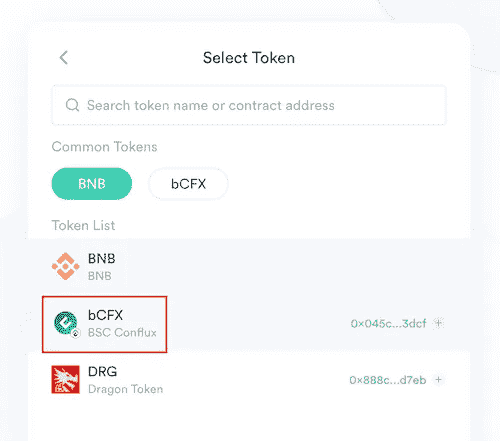 Select Token
Search token name or contract address
Common Tokens
BNB bCFX
Token List
BNB
BNB
bCFX
BSC Conflux
0x045c...3dcf +
DRG
Dragon Token
0x888c...d7eb +